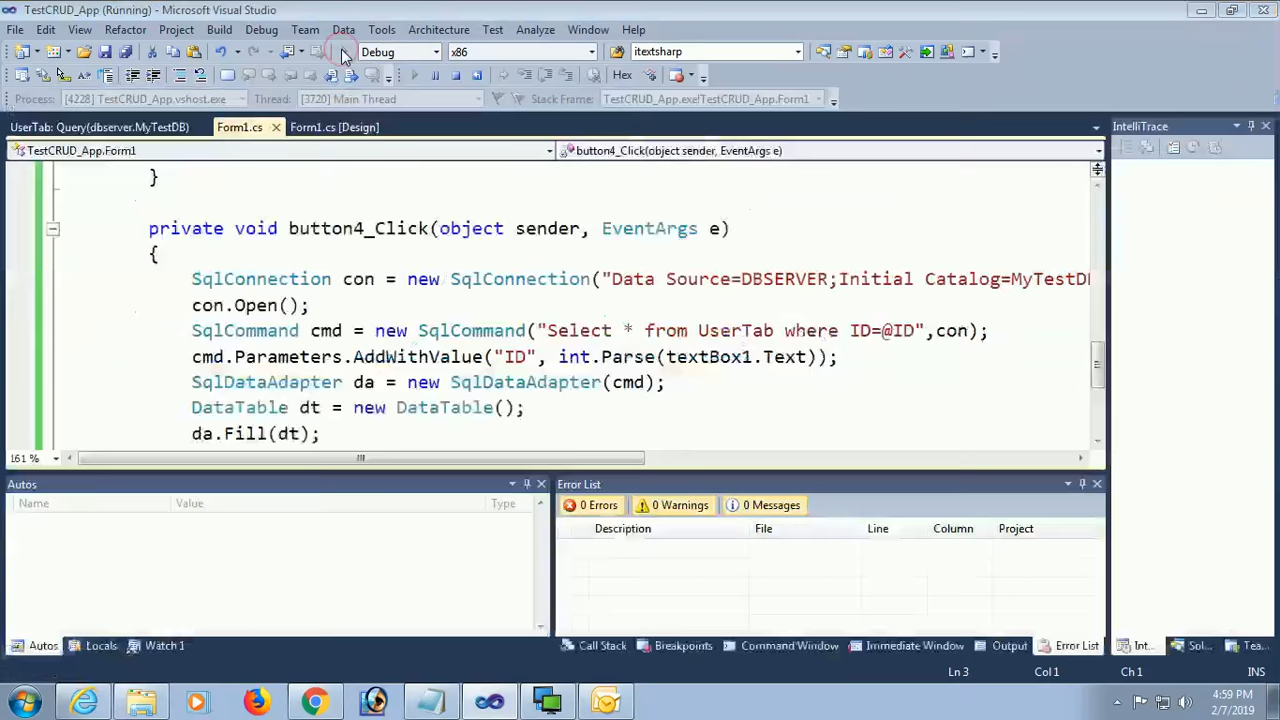 TestCRUD_App (Running) - Microsoft Visual Studio
File Edit View Refactor Project Build Debug Team Data Tools Architecture Test Analyze Window Help
Debug x86 itextsharp
Hex
Process: [4228] TestCRUD_App.vshost.exe Thread: [3720] Main Thread Stack Frame: TestCRUD_App.exe!TestCRUD_App.Form1
UserTab: Query(dbserver.MyTestDB) Form1.cs Form1.cs [Design] IntelliTrace
TestCRUD_App.Form1 button4_Click(object sender, EventArgs e)
}
private void button4_Click(object sender, EventArgs e)
{
SqlConnection con = new SqlConnection("Data Source=DBSERVER;Initial Catalog=MyTestDB
con.Open();
SqlCommand cmd = new SqlCommand("Select * from UserTab where ID=@ID",con);
cmd.Parameters.AddWithValue("ID", int.Parse(textBox1.Text));
SqlDataAdapter da = new SqlDataAdapter(cmd);
DataTable dt = new DataTable();
da.Fill(dt);
161 %
Autos Error List
Name Value Type 0 Errors 0 Warnings 0 Messages
Description File Line Column Project
Autos Locals Watch 1 Call Stack Breakpoints Command Window Immediate Window Output Error List Int... Sol... Tea...
Ln 3 Col 1 Ch 1 INS
4:59 PM
2/7/2019